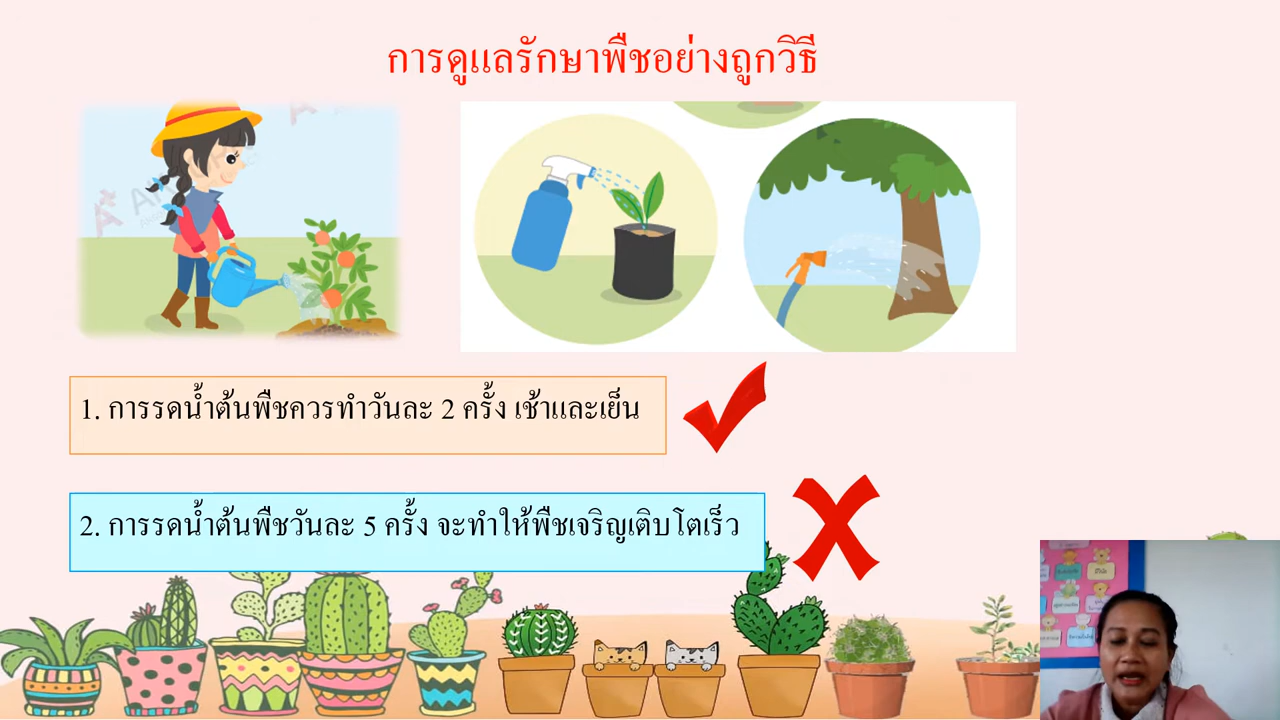 การดูแลรักษาพืชอย่างถูกวิธี
1. การรดน้ำต้นพืชควรทำวันละ 2 ครั้ง เช้าและเย็น
2. การรดน้ำต้นพืชวันละ 5 ครั้ง จะทำให้พืชเจริญเติบโตเร็ว